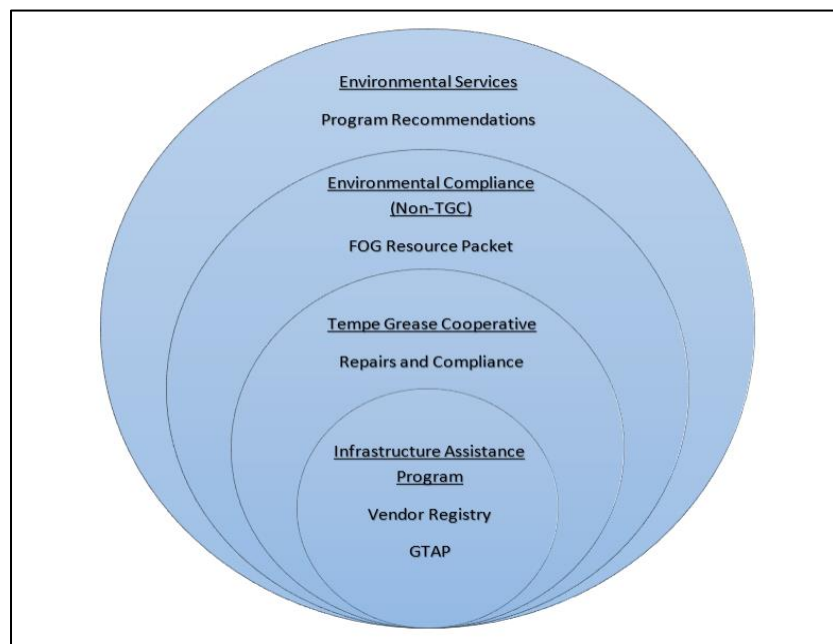 Environmental Services
Program Recommendations
Environmental Compliance
(Non-TGC)
FOG Resource Packet
Tempe Grease Cooperative
Repairs and Compliance
Infrastructure Assistance
Program
Vendor Registry
GTAP